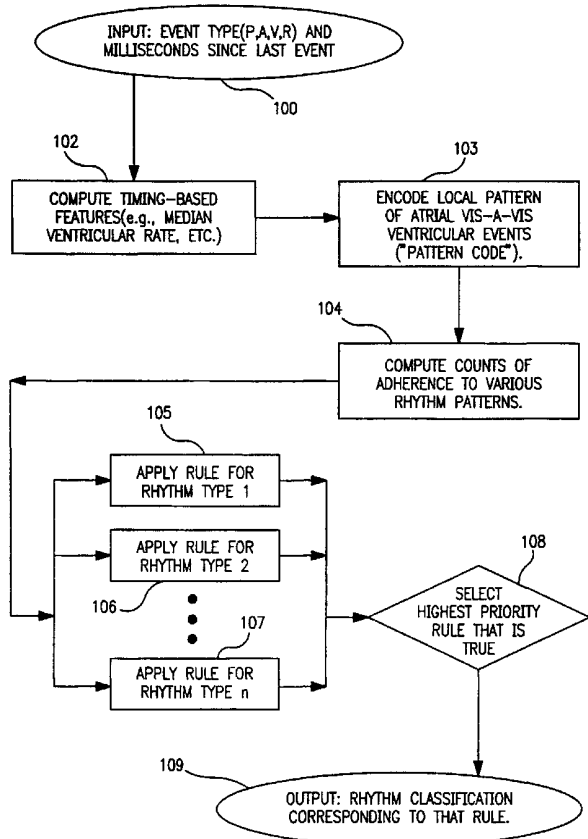 INPUT: EVENT TYPE(P,A,V,R) AND
MILLISECONDS SINCE LAST EVENT
100
102
COMPUTE TIMING-BASED
FEATURES(e.g., MEDIAN
VENTRICULAR RATE, ETC.)
103
ENCODE LOCAL PATTERN
OF ATRIAL VIS-A-VIS
VENTRICULAR EVENTS
("PATTERN CODE").
104
COMPUTE COUNTS OF
ADHERENCE TO VARIOUS
RHYTHM PATTERNS.
105
APPLY RULE FOR
RHYTHM TYPE 1
APPLY RULE FOR
RHYTHM TYPE 2
106
107
APPLY RULE FOR
RHYTHM TYPE n
108
SELECT
HIGHEST PRIORITY
RULE THAT IS
TRUE
109
OUTPUT: RHYTHM CLASSIFICATION
CORRESPONDING TO THAT RULE.